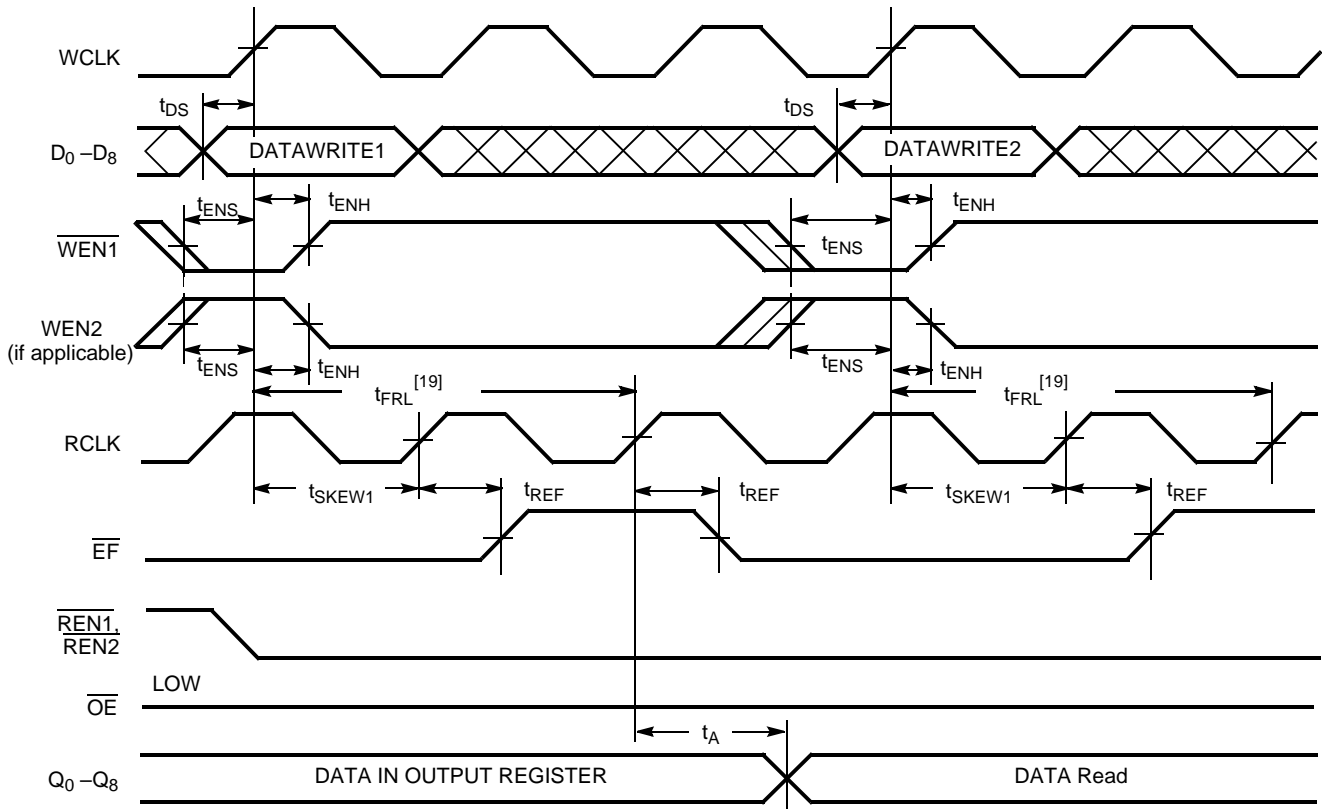 WCLK
tDS
tDS
D0 –D8
DATAWRITE1
DATAWRITE2
tENS
tENH
tENH
WEN1
tENS
WEN2
(if applicable)
tENS
tENH
tENS
tENH
tFRL[19]
tFRL[19]
RCLK
tSKEW1
tREF
tREF
tSKEW1
tREF
EF
REN1,
REN2
LOW
OE
tA
Q0 –Q8
DATA IN OUTPUT REGISTER
DATA Read